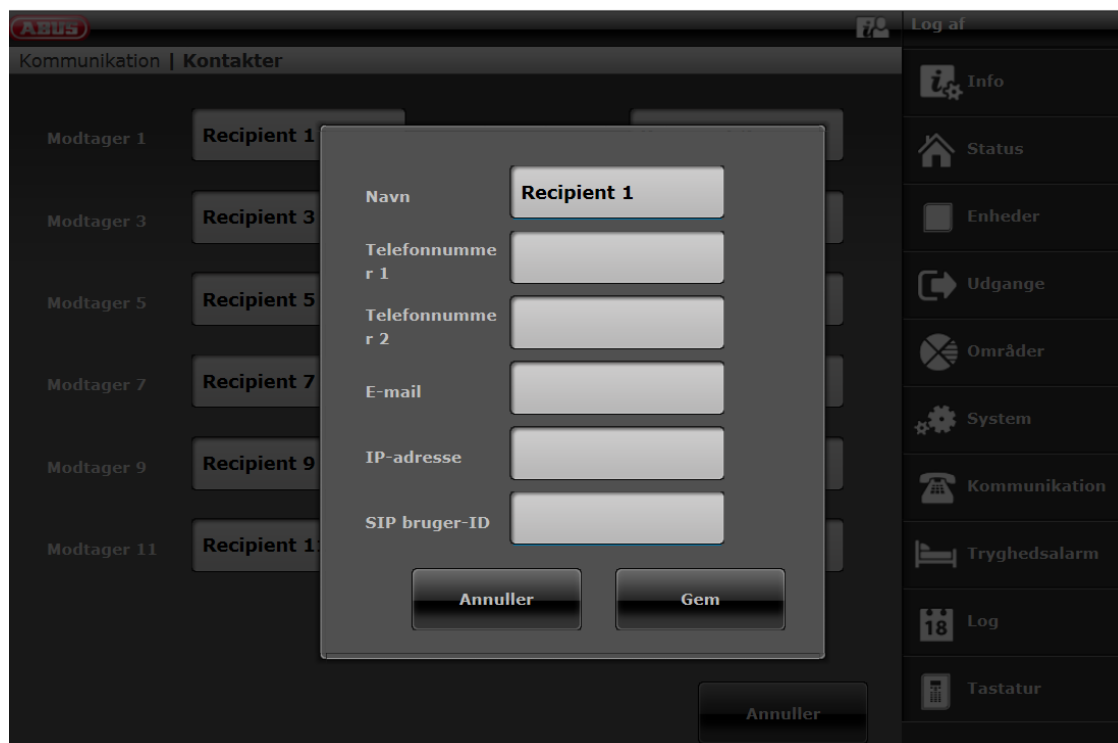 ABUS
Log af
Kommunikation | Kontakter
Info
Status
Enheder
Udgange
Områder
System
Kommunikation
Tryghedsalarm
18
Log
Tastatur
Modtager 1
Recipient 1
Modtager 3
Recipient 3
Modtager 5
Recipient 5
Modtager 7
Recipient 7
Modtager 9
Recipient 9
Modtager 11
Navn
Recipient 1
Telefonnumme
r 1
Telefonnumme
r 2
E-mail
IP-adresse
SIP bruger-ID
Annuller
Gem
Annuller